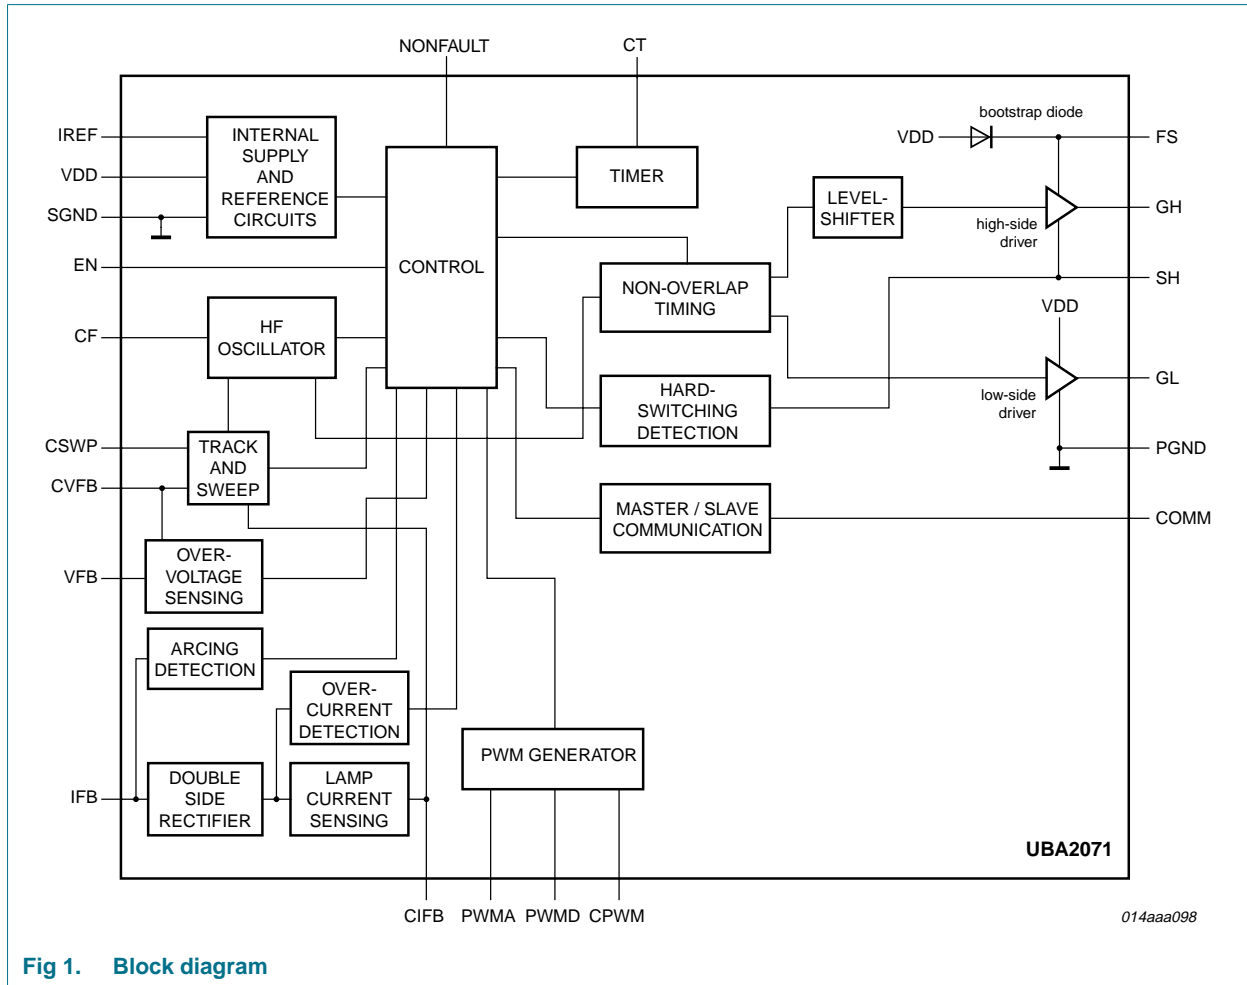 NONFAULT
CT
bootstrap diode
IREF
INTERNAL
SUPPLY
AND
REFERENCE
CIRCUITS
VDD
FS
VDD
TIMER
LEVEL-
SHIFTER
SGND
high-side
driver
GH
EN
CONTROL
NON-OVERLAP
TIMING
SH
VDD
CF
HF
OSCILLATOR
HARD-
SWITCHING
DETECTION
low-side
driver
GL
CSWP
TRACK
AND
SWEEP
PGND
CVFB
MASTER / SLAVE
COMMUNICATION
COMM
VFB
OVER-
VOLTAGE
SENSING
ARCING
DETECTION
OVER-
CURRENT
DETECTION
PWM GENERATOR
IFB
DOUBLE
SIDE
RECTIFIER
LAMP
CURRENT
SENSING
UBA2071
CIFB
PWMA
PWMD
CPWM
014aaa098
Fig 1. Block diagram